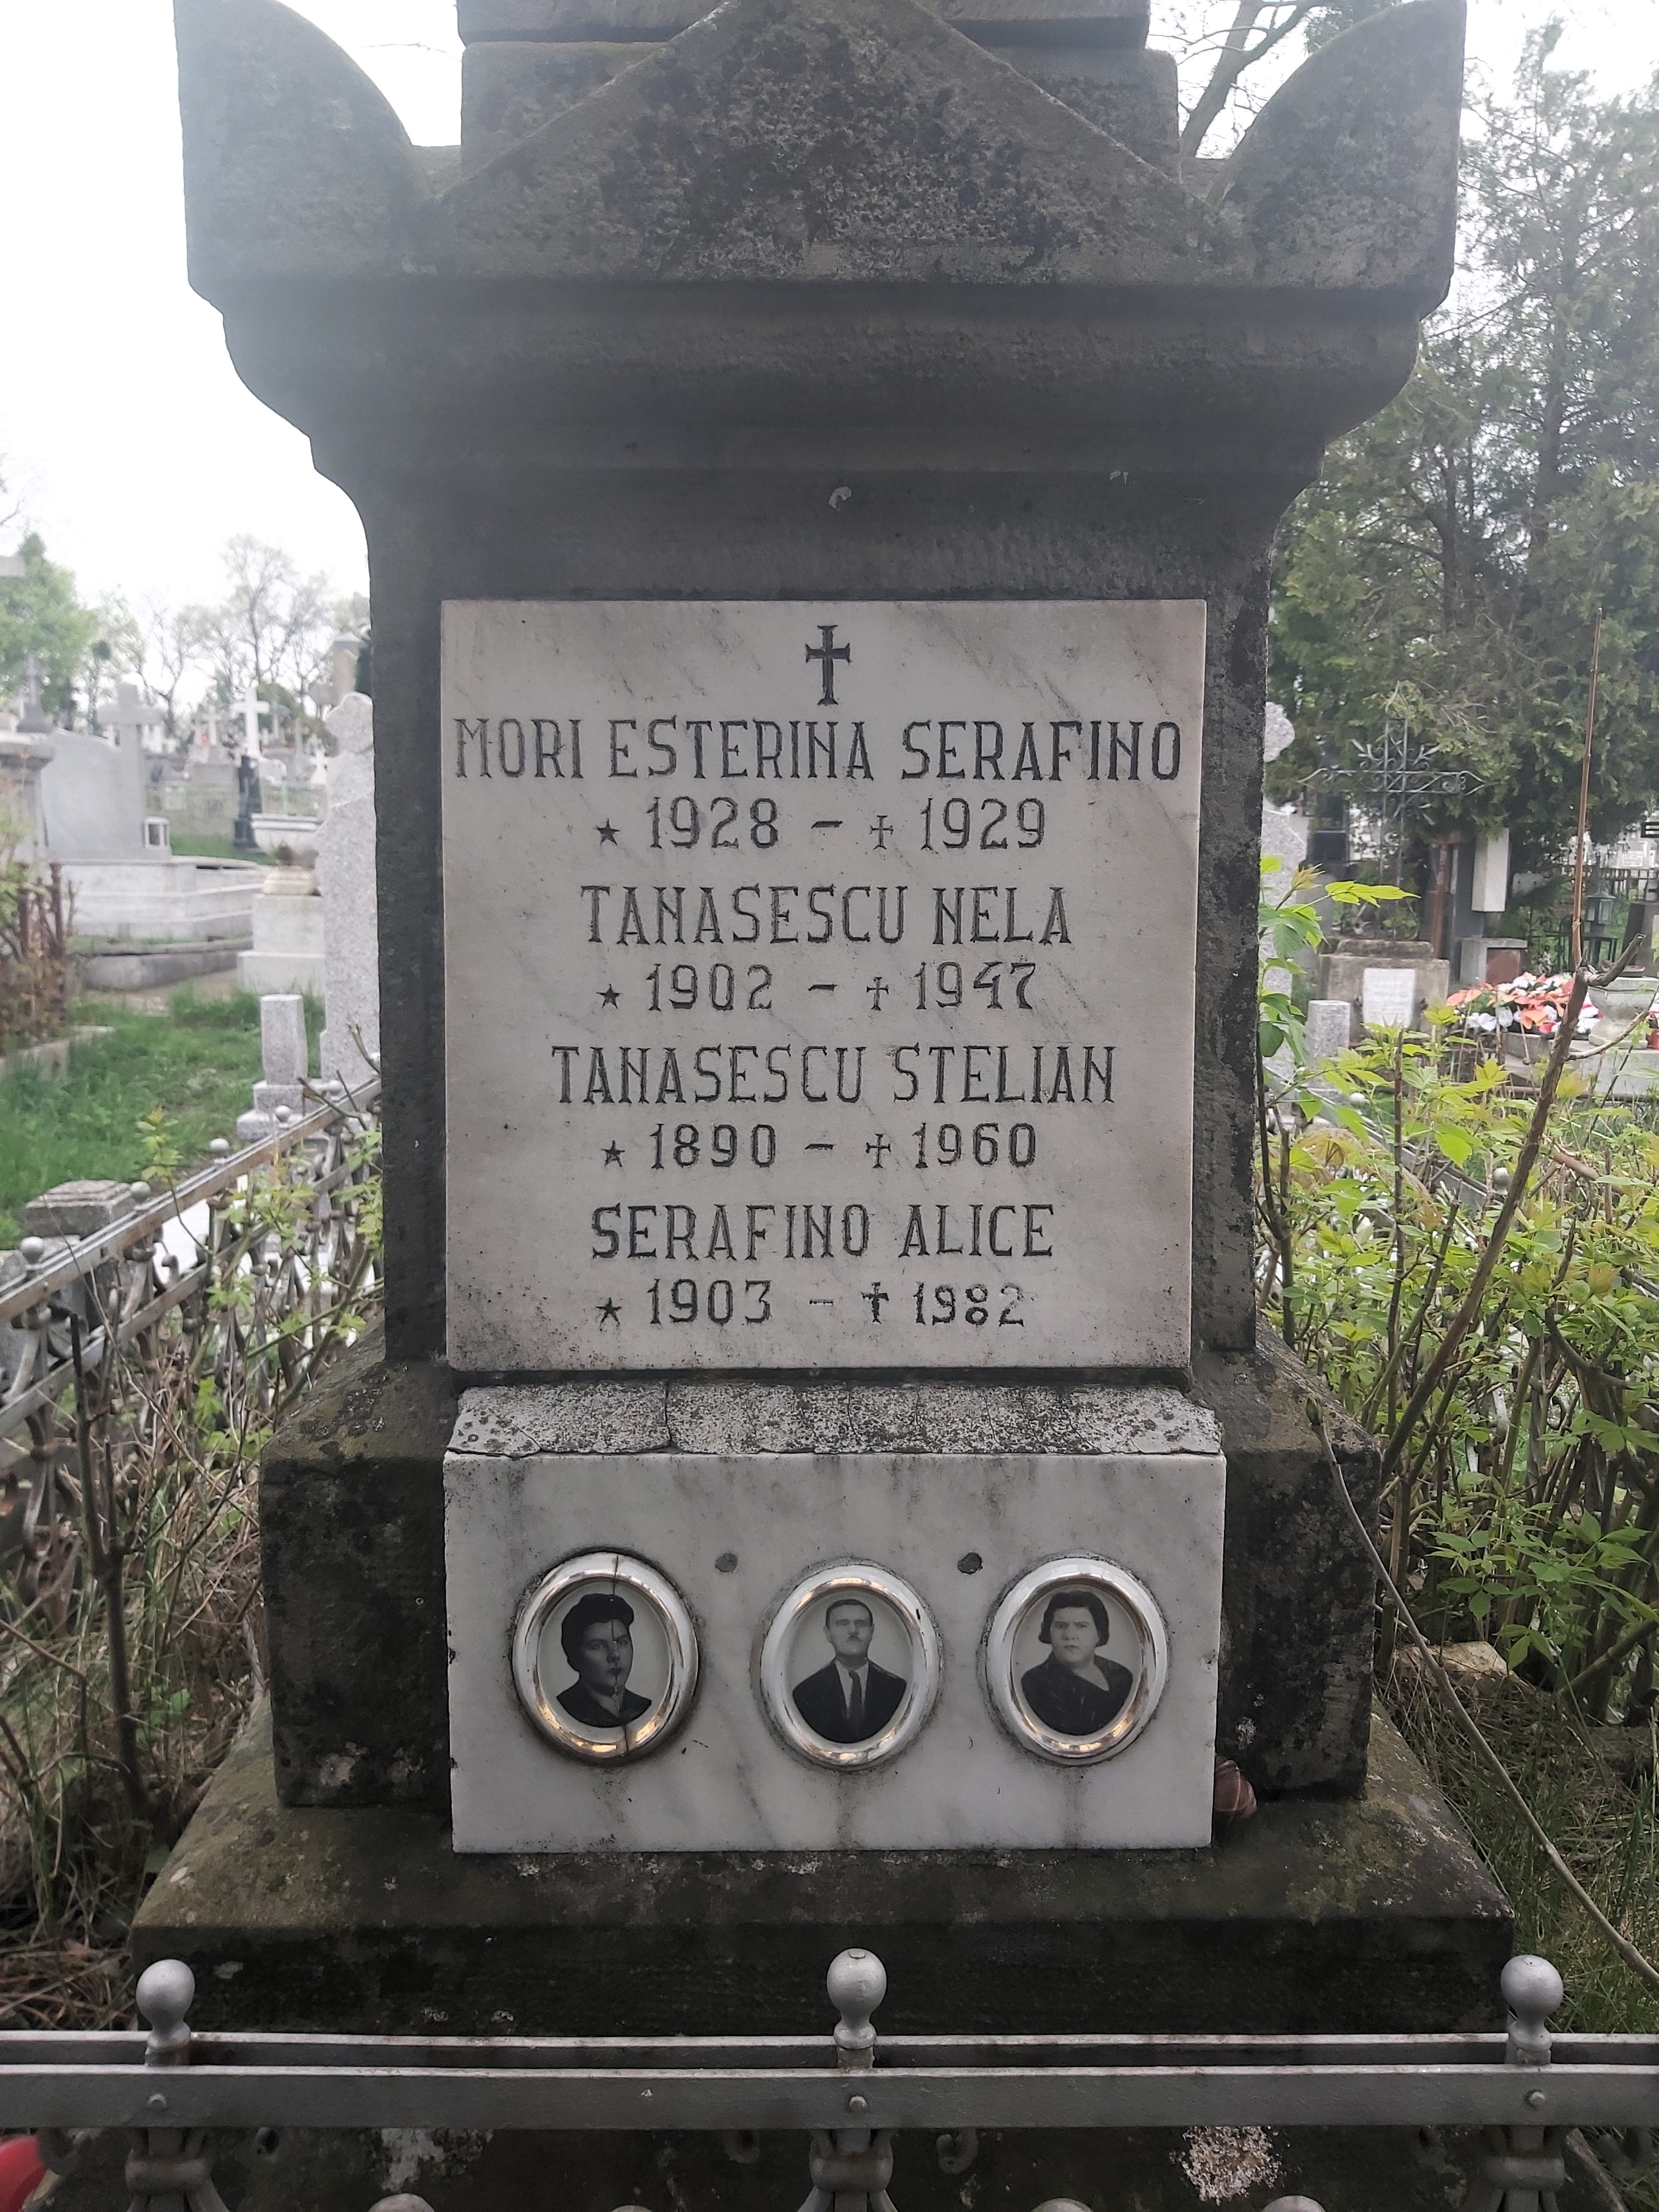 MORI ESTERINA SERAFINO
★ 1928 – ✝ 1929
TANASESCU NELA
★ 1902 – ✝ 1947
TANASESCU STELIAN
★ 1890 – ✝ 1960
SERAFINO ALICE
★ 1903 – ✝ 1982